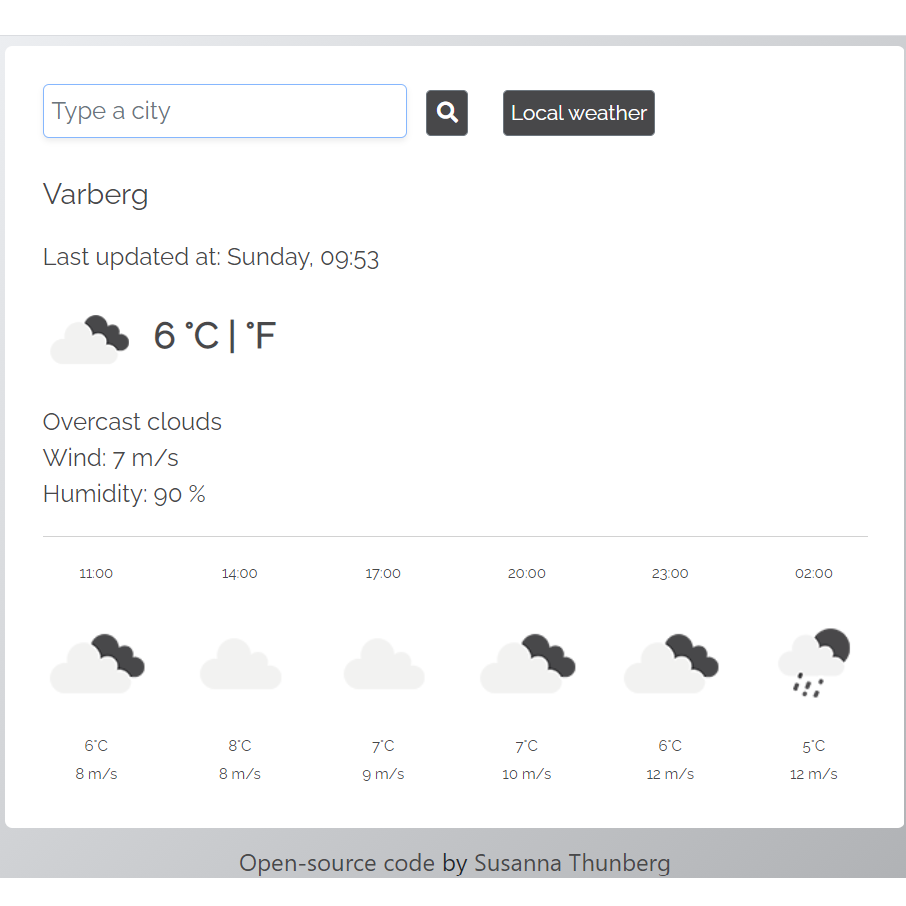 Type a city
Local weather
Varberg
Last updated at: Sunday, 09:53
6 °C | °F
Overcast clouds
Wind: 7 m/s
Humidity: 90 %
11:00 14:00 17:00 20:00 23:00 02:00
6°C 8°C 7°C 7°C 6°C 5°C
8 m/s 8 m/s 9 m/s 10 m/s 12 m/s 12 m/s
Open-source code by Susanna Thunberg